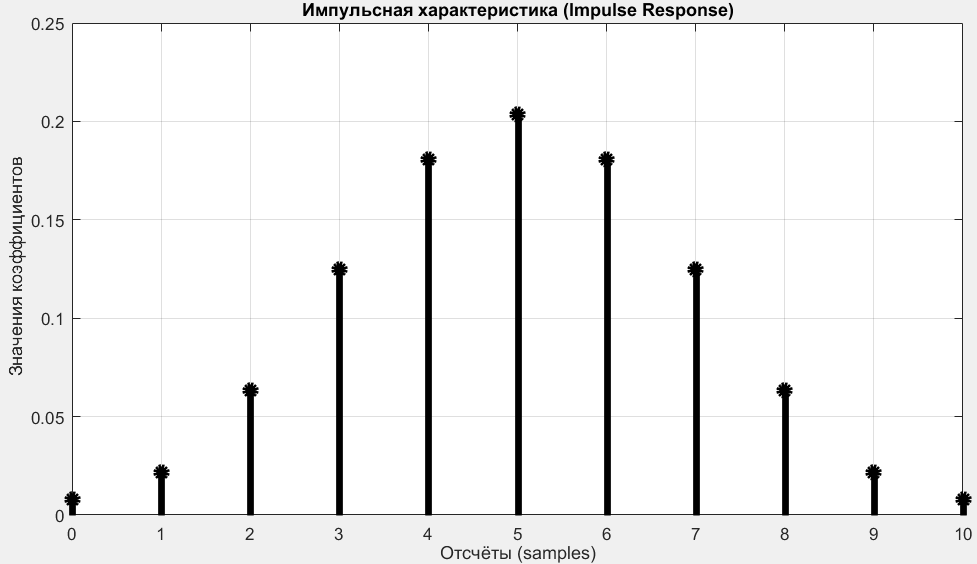 Импульсная характеристика (Impulse Response)
Значения коэффициентов
0.25
0.2
0.15
0.1
0.05
0
0 1 2 3 4 5 6 7 8 9 10
Отсчёты (samples)